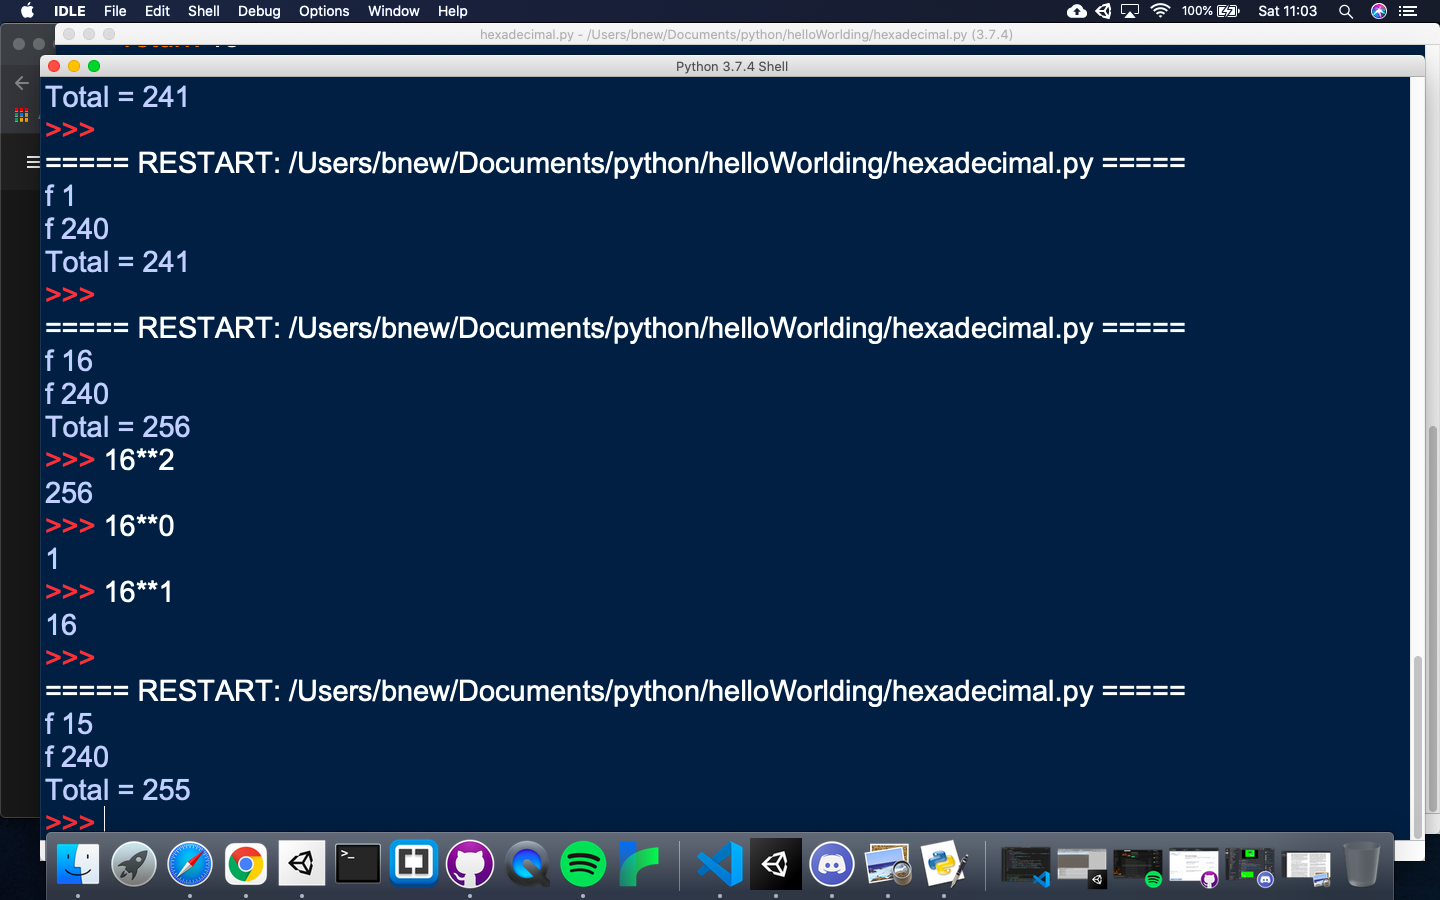 IDLE File Edit Shell Debug Options Window Help 100% Sat 11:03
hexadecimal.py - /Users/bnew/Documents/python/helloWorlding/hexadecimal.py (3.7.4)
Python 3.7.4 Shell
Total = 241
>>>
===== RESTART: /Users/bnew/Documents/python/helloWorlding/hexadecimal.py =====
f 1
f 240
Total = 241
>>>
===== RESTART: /Users/bnew/Documents/python/helloWorlding/hexadecimal.py =====
f 16
f 240
Total = 256
>>> 16**2
256
>>> 16**0
1
>>> 16**1
16
>>>
===== RESTART: /Users/bnew/Documents/python/helloWorlding/hexadecimal.py =====
f 15
f 240
Total = 255
>>>